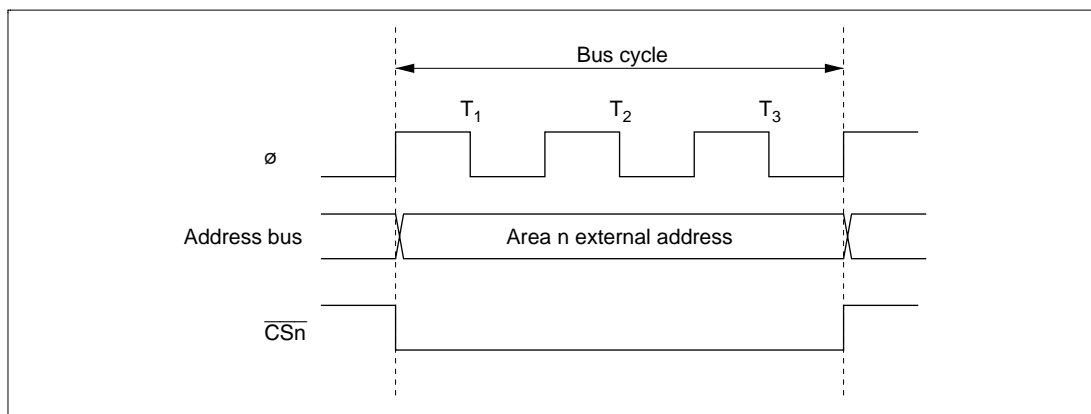 Bus cycle
T1 T2 T3
ø
Address bus Area n external address
CSn